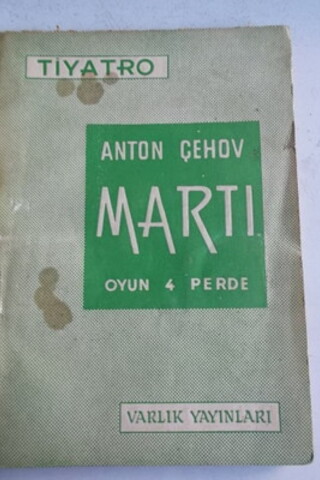 TİYATRO
ANTON ÇEHOV
MARTI
OYUN 4 PERDE
VARLIK YAYINLARI